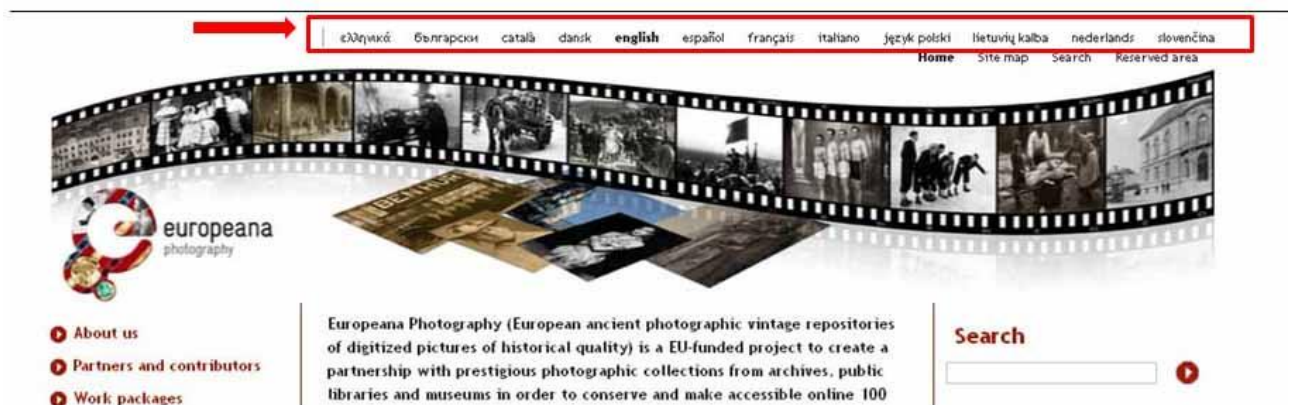 ελληνικά български català dansk english español français italiano język polski lietuvių kalba nederlands slovenčina
Home Site map Search Reserved area
europeana
photography
About us
Partners and contributors
Work packages
Europeana Photography (European ancient photographic vintage repositories
of digitized pictures of historical quality) is a EU-funded project to create a
partnership with prestigious photographic collections from archives, public
libraries and museums in order to conserve and make accessible online 100
Search